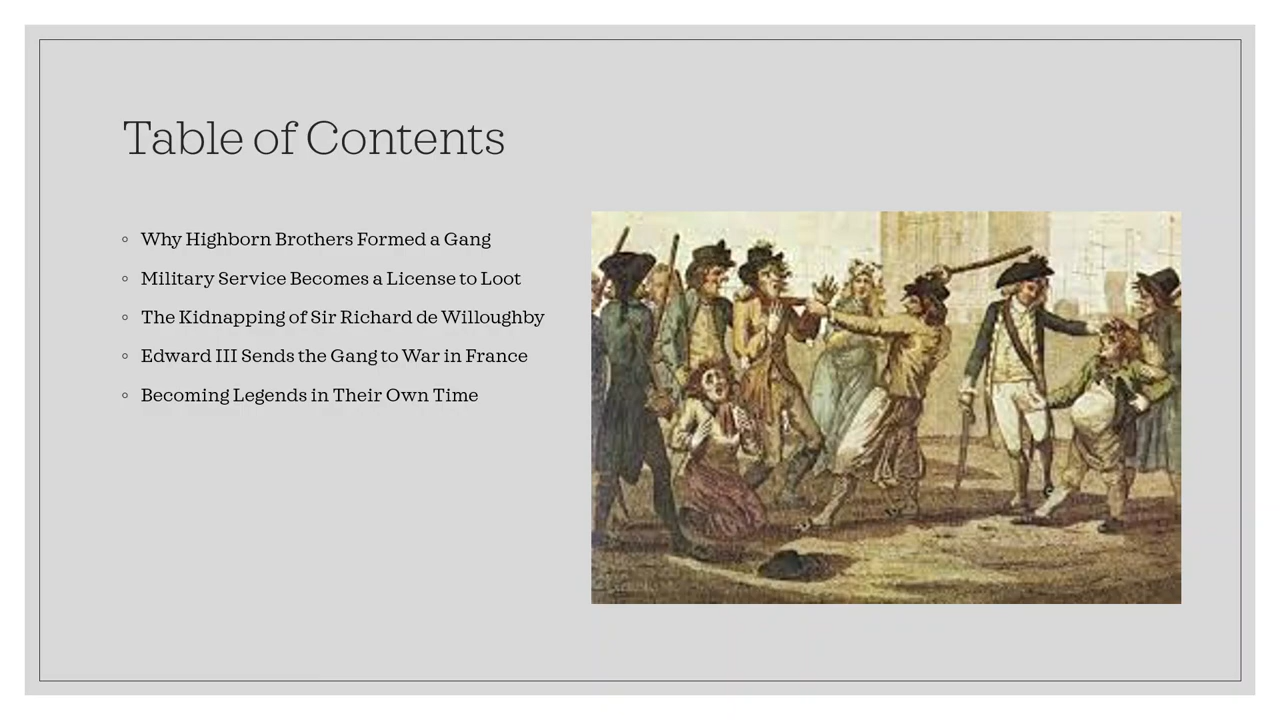 Table of Contents
Why Highborn Brothers Formed a Gang
Military Service Becomes a License to Loot
The Kidnapping of Sir Richard de Willoughby
Edward III Sends the Gang to War in France
Becoming Legends in Their Own Time